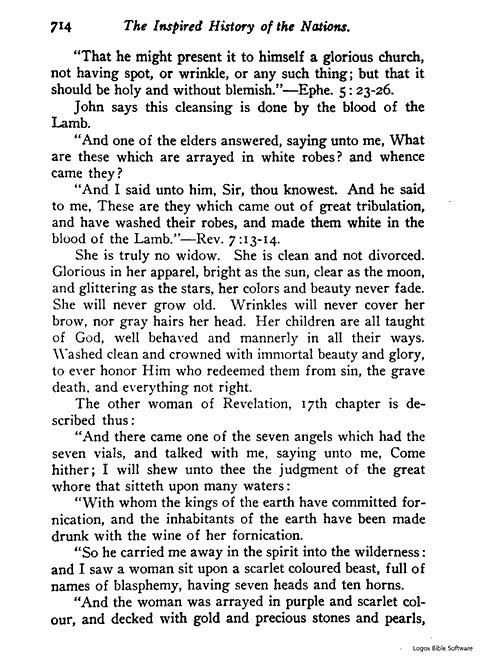 714 The Inspired History of the Nations.
"That he might present it to himself a glorious church,
not having spot, or wrinkle, or any such thing; but that it
should be holy and without blemish."—Ephe. 5: 23-26.
John says this cleansing is done by the blood of the
Lamb.
"And one of the elders answered, saying unto me, What
are these which are arrayed in white robes? and whence
came they?
"And I said unto him, Sir, thou knowest. And he said
to me, These are they which came out of great tribulation,
and have washed their robes, and made them white in the
blood of the Lamb."—Rev. 7:13-14.
She is truly no widow. She is clean and not divorced.
Glorious in her apparel, bright as the sun, clear as the moon,
and glittering as the stars, her colors and beauty never fade.
She will never grow old. Wrinkles will never cover her
brow, nor gray hairs her head. Her children are all taught
of God, well behaved and mannerly in all their ways.
Washed clean and crowned with immortal beauty and glory,
to ever honor Him who redeemed them from sin, the grave
death, and everything not right.
The other woman of Revelation, 17th chapter is de-
scribed thus:
"And there came one of the seven angels which had the
seven vials, and talked with me, saying unto me, Come
hither; I will shew unto thee the judgment of the great
whore that sitteth upon many waters:
"With whom the kings of the earth have committed for-
nication, and the inhabitants of the earth have been made
drunk with the wine of her fornication.
"So he carried me away in the spirit into the wilderness:
and I saw a woman sit upon a scarlet coloured beast, full of
names of blasphemy, having seven heads and ten horns.
"And the woman was arrayed in purple and scarlet col-
our, and decked with gold and precious stones and pearls,
Logos Bible Software